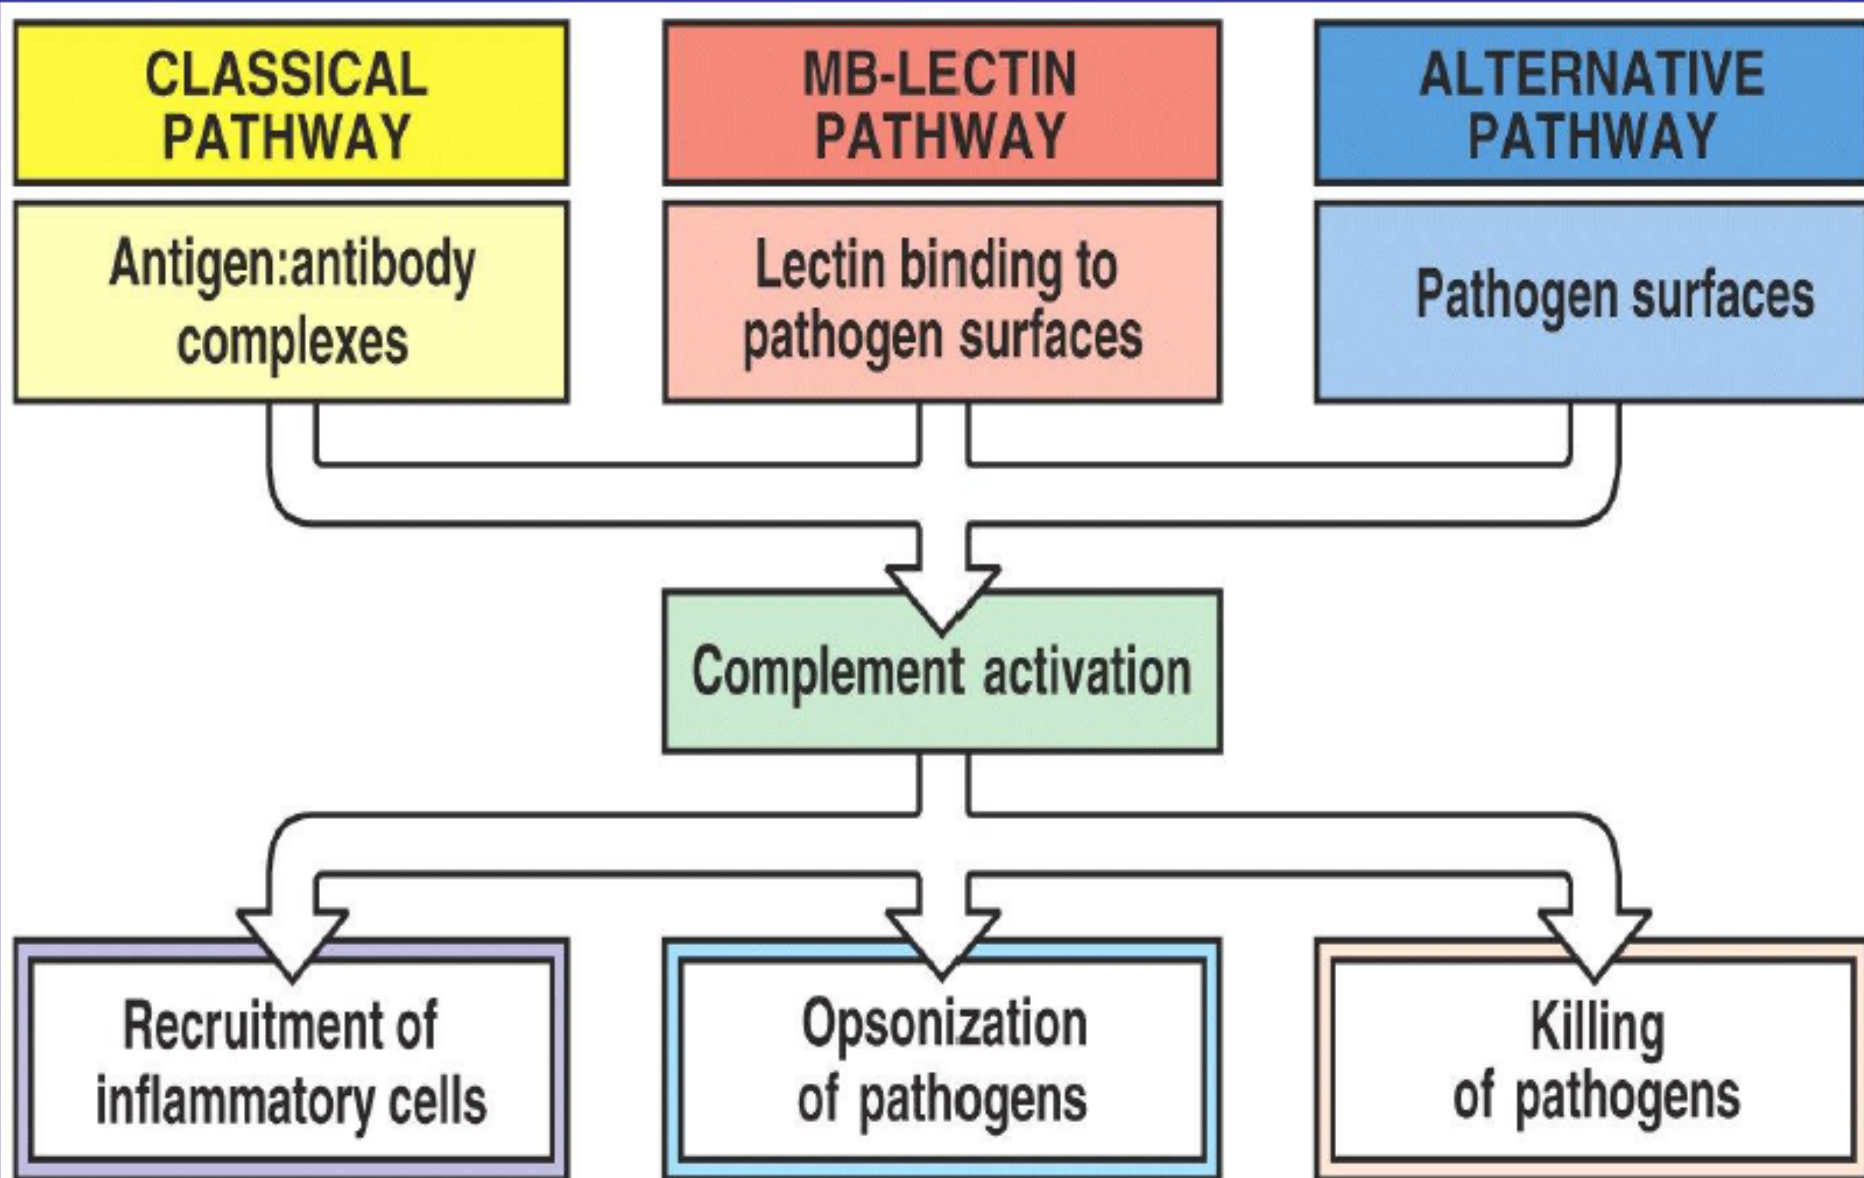 CLASSICAL
PATHWAY
Antigen:antibody
complexes
MB-LECTIN
PATHWAY
Lectin binding to
pathogen surfaces
ALTERNATIVE
PATHWAY
Pathogen surfaces
Complement activation
Recruitment of
inflammatory cells
Opsonization
of pathogens
Killing
of pathogens